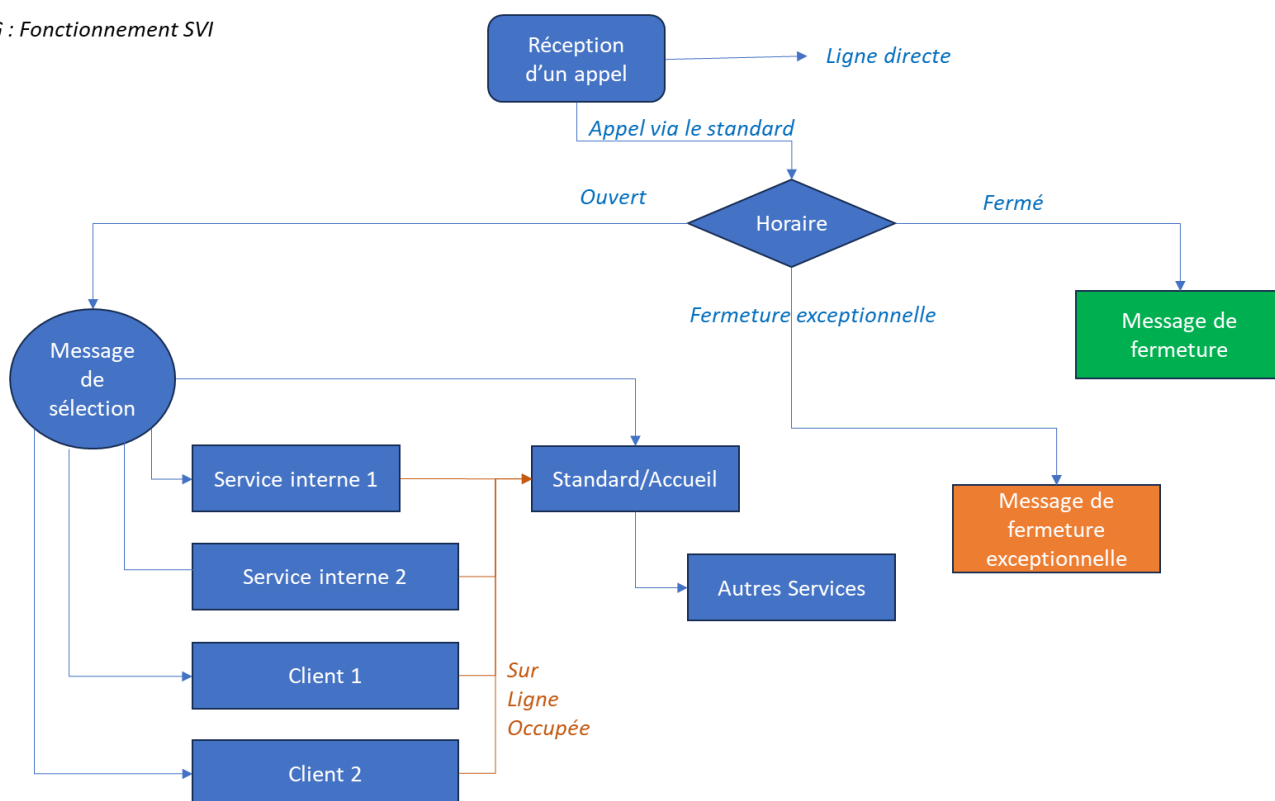 : Fonctionnement SVI
Réception
d'un appel
Ligne directe
Appel via le standard
Ouvert
Horaire
Fermé
Fermeture exceptionnelle
Message de
fermeture
Message
de
sélection
Service interne 1
Standard/Accueil
Message de
fermeture
exceptionnelle
Service interne 2
Autres Services
Client 1
Sur
Ligne
Occupée
Client 2